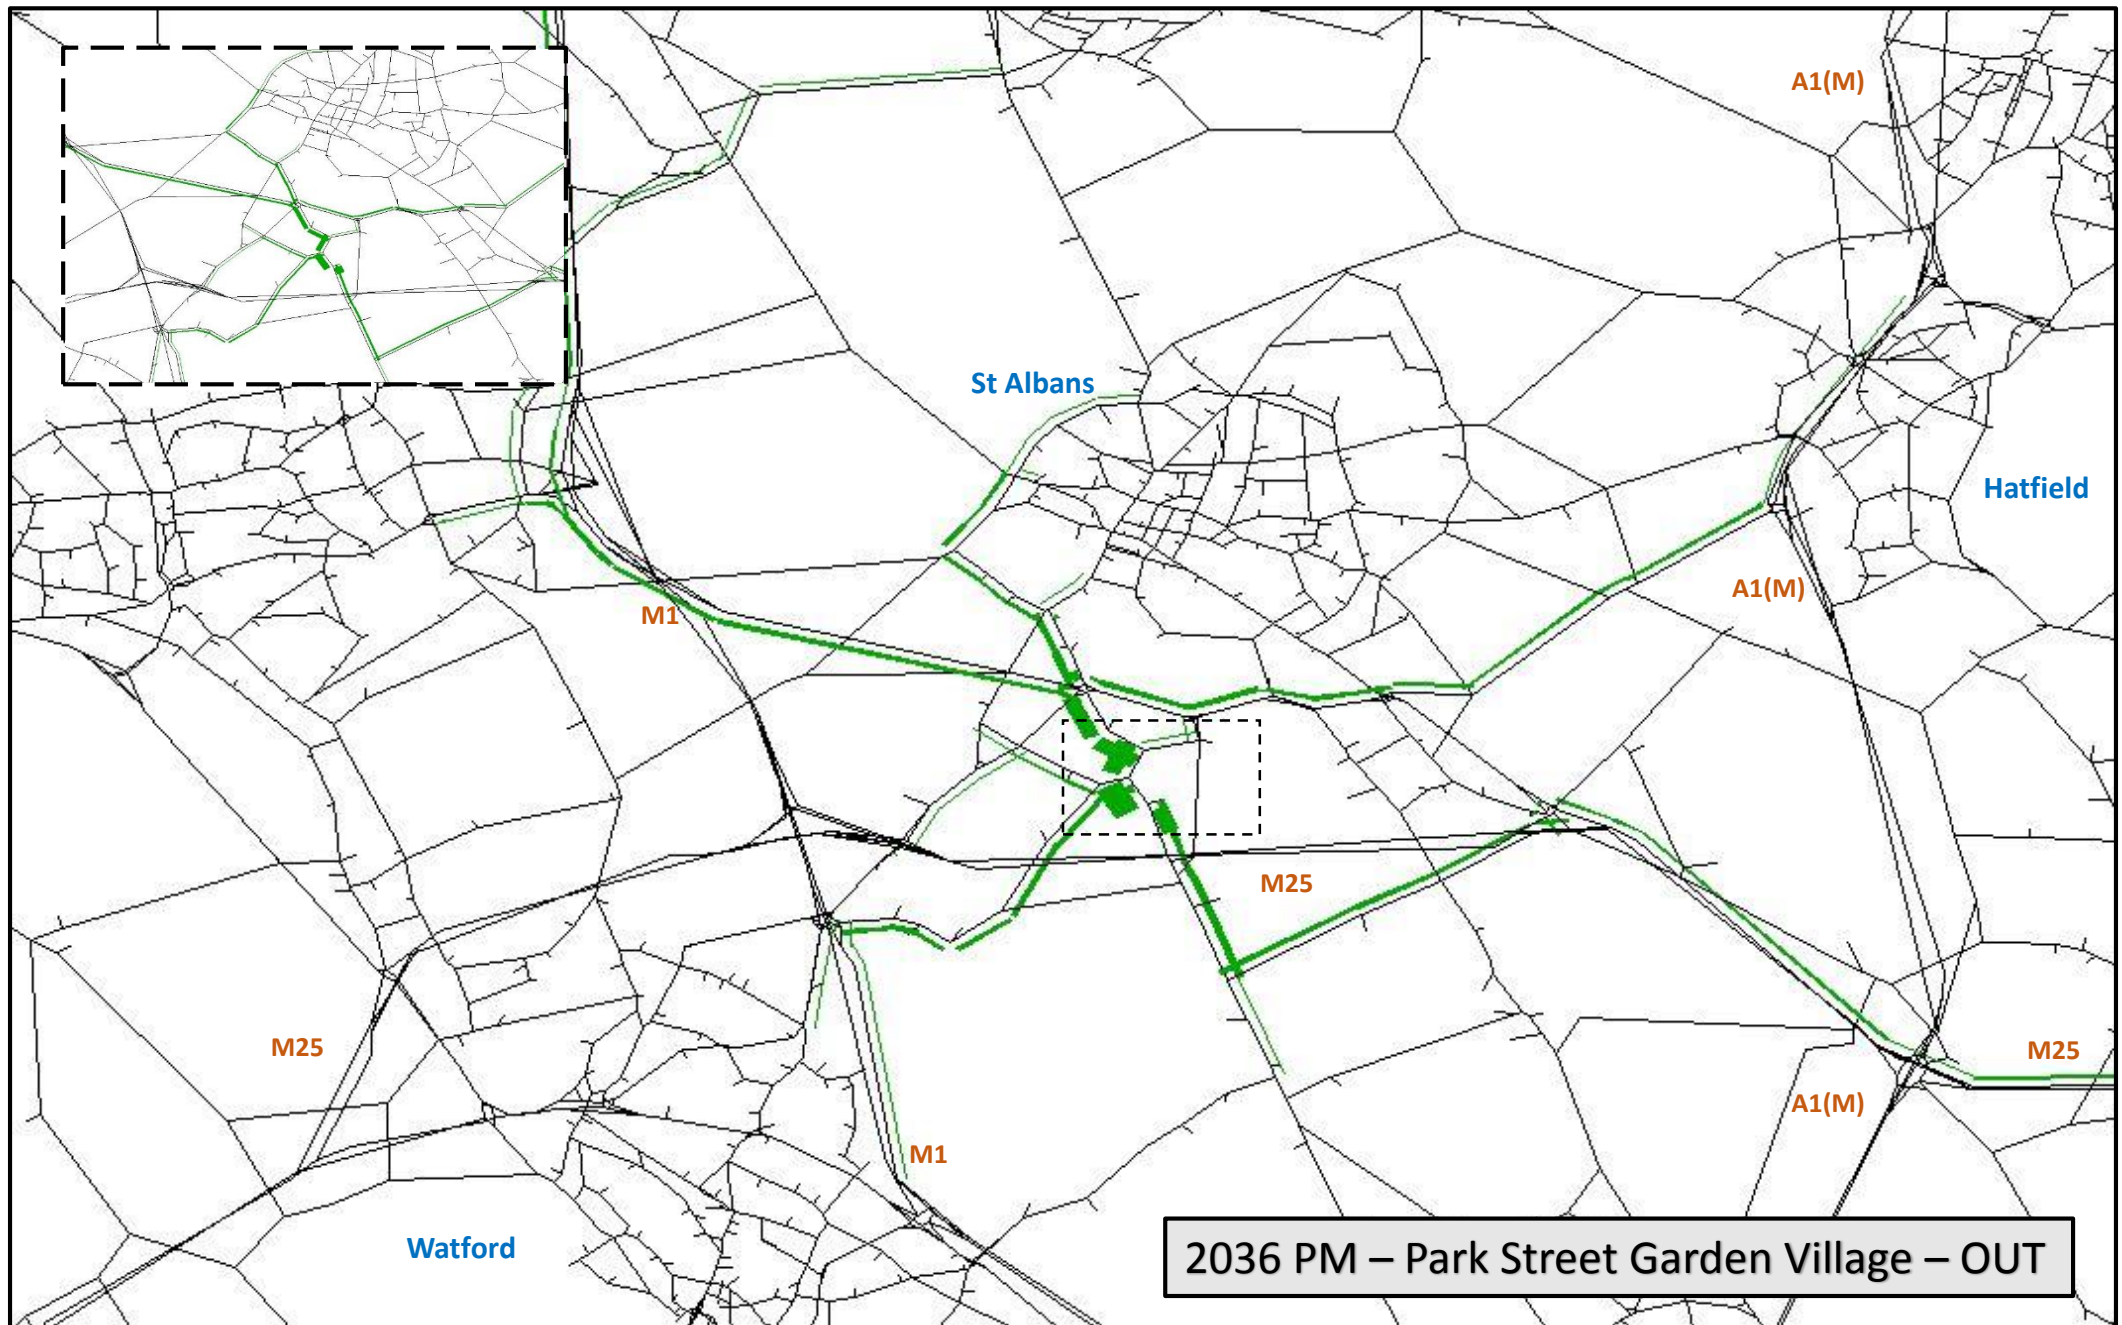 A1(M)
St Albans
Hatfield
A1(M)
M1
M25
M25
M25
A1(M)
M1
Watford
2036 PM – Park Street Garden Village – OUT